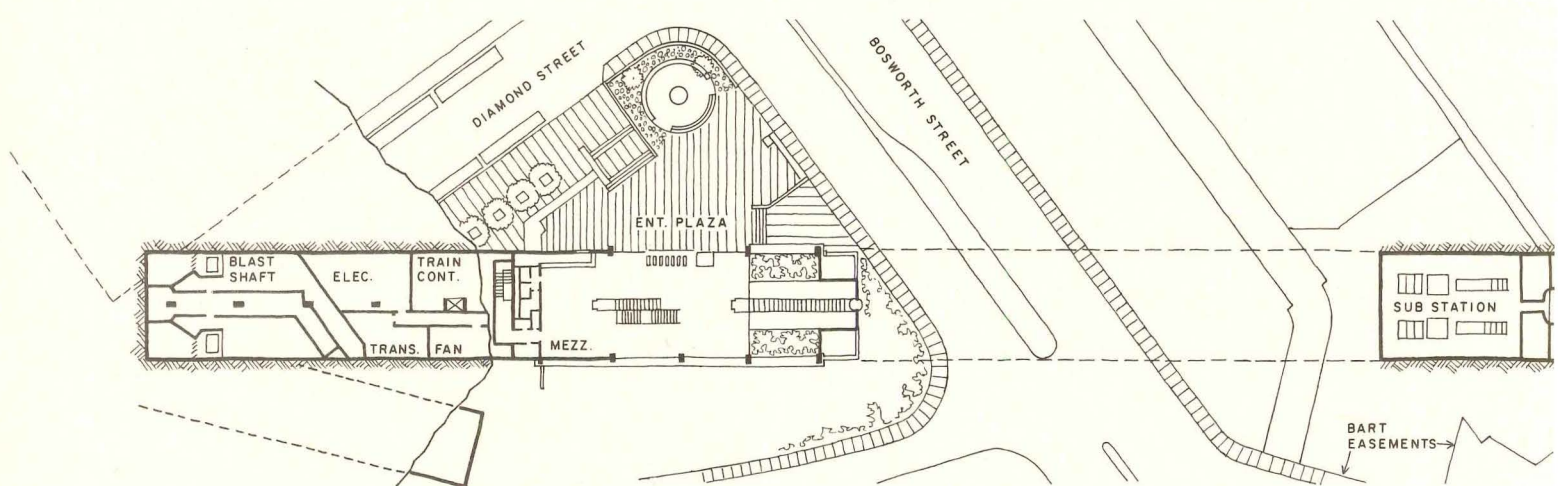 DIAMOND STREET
BOSWORTH STREET
ENT. PLAZA
BLAST
SHAFT
ELEC.
TRAIN
CONT.
TRANS.
FAN
MEZZ.
SUB STATION
BART
EASEMENTS